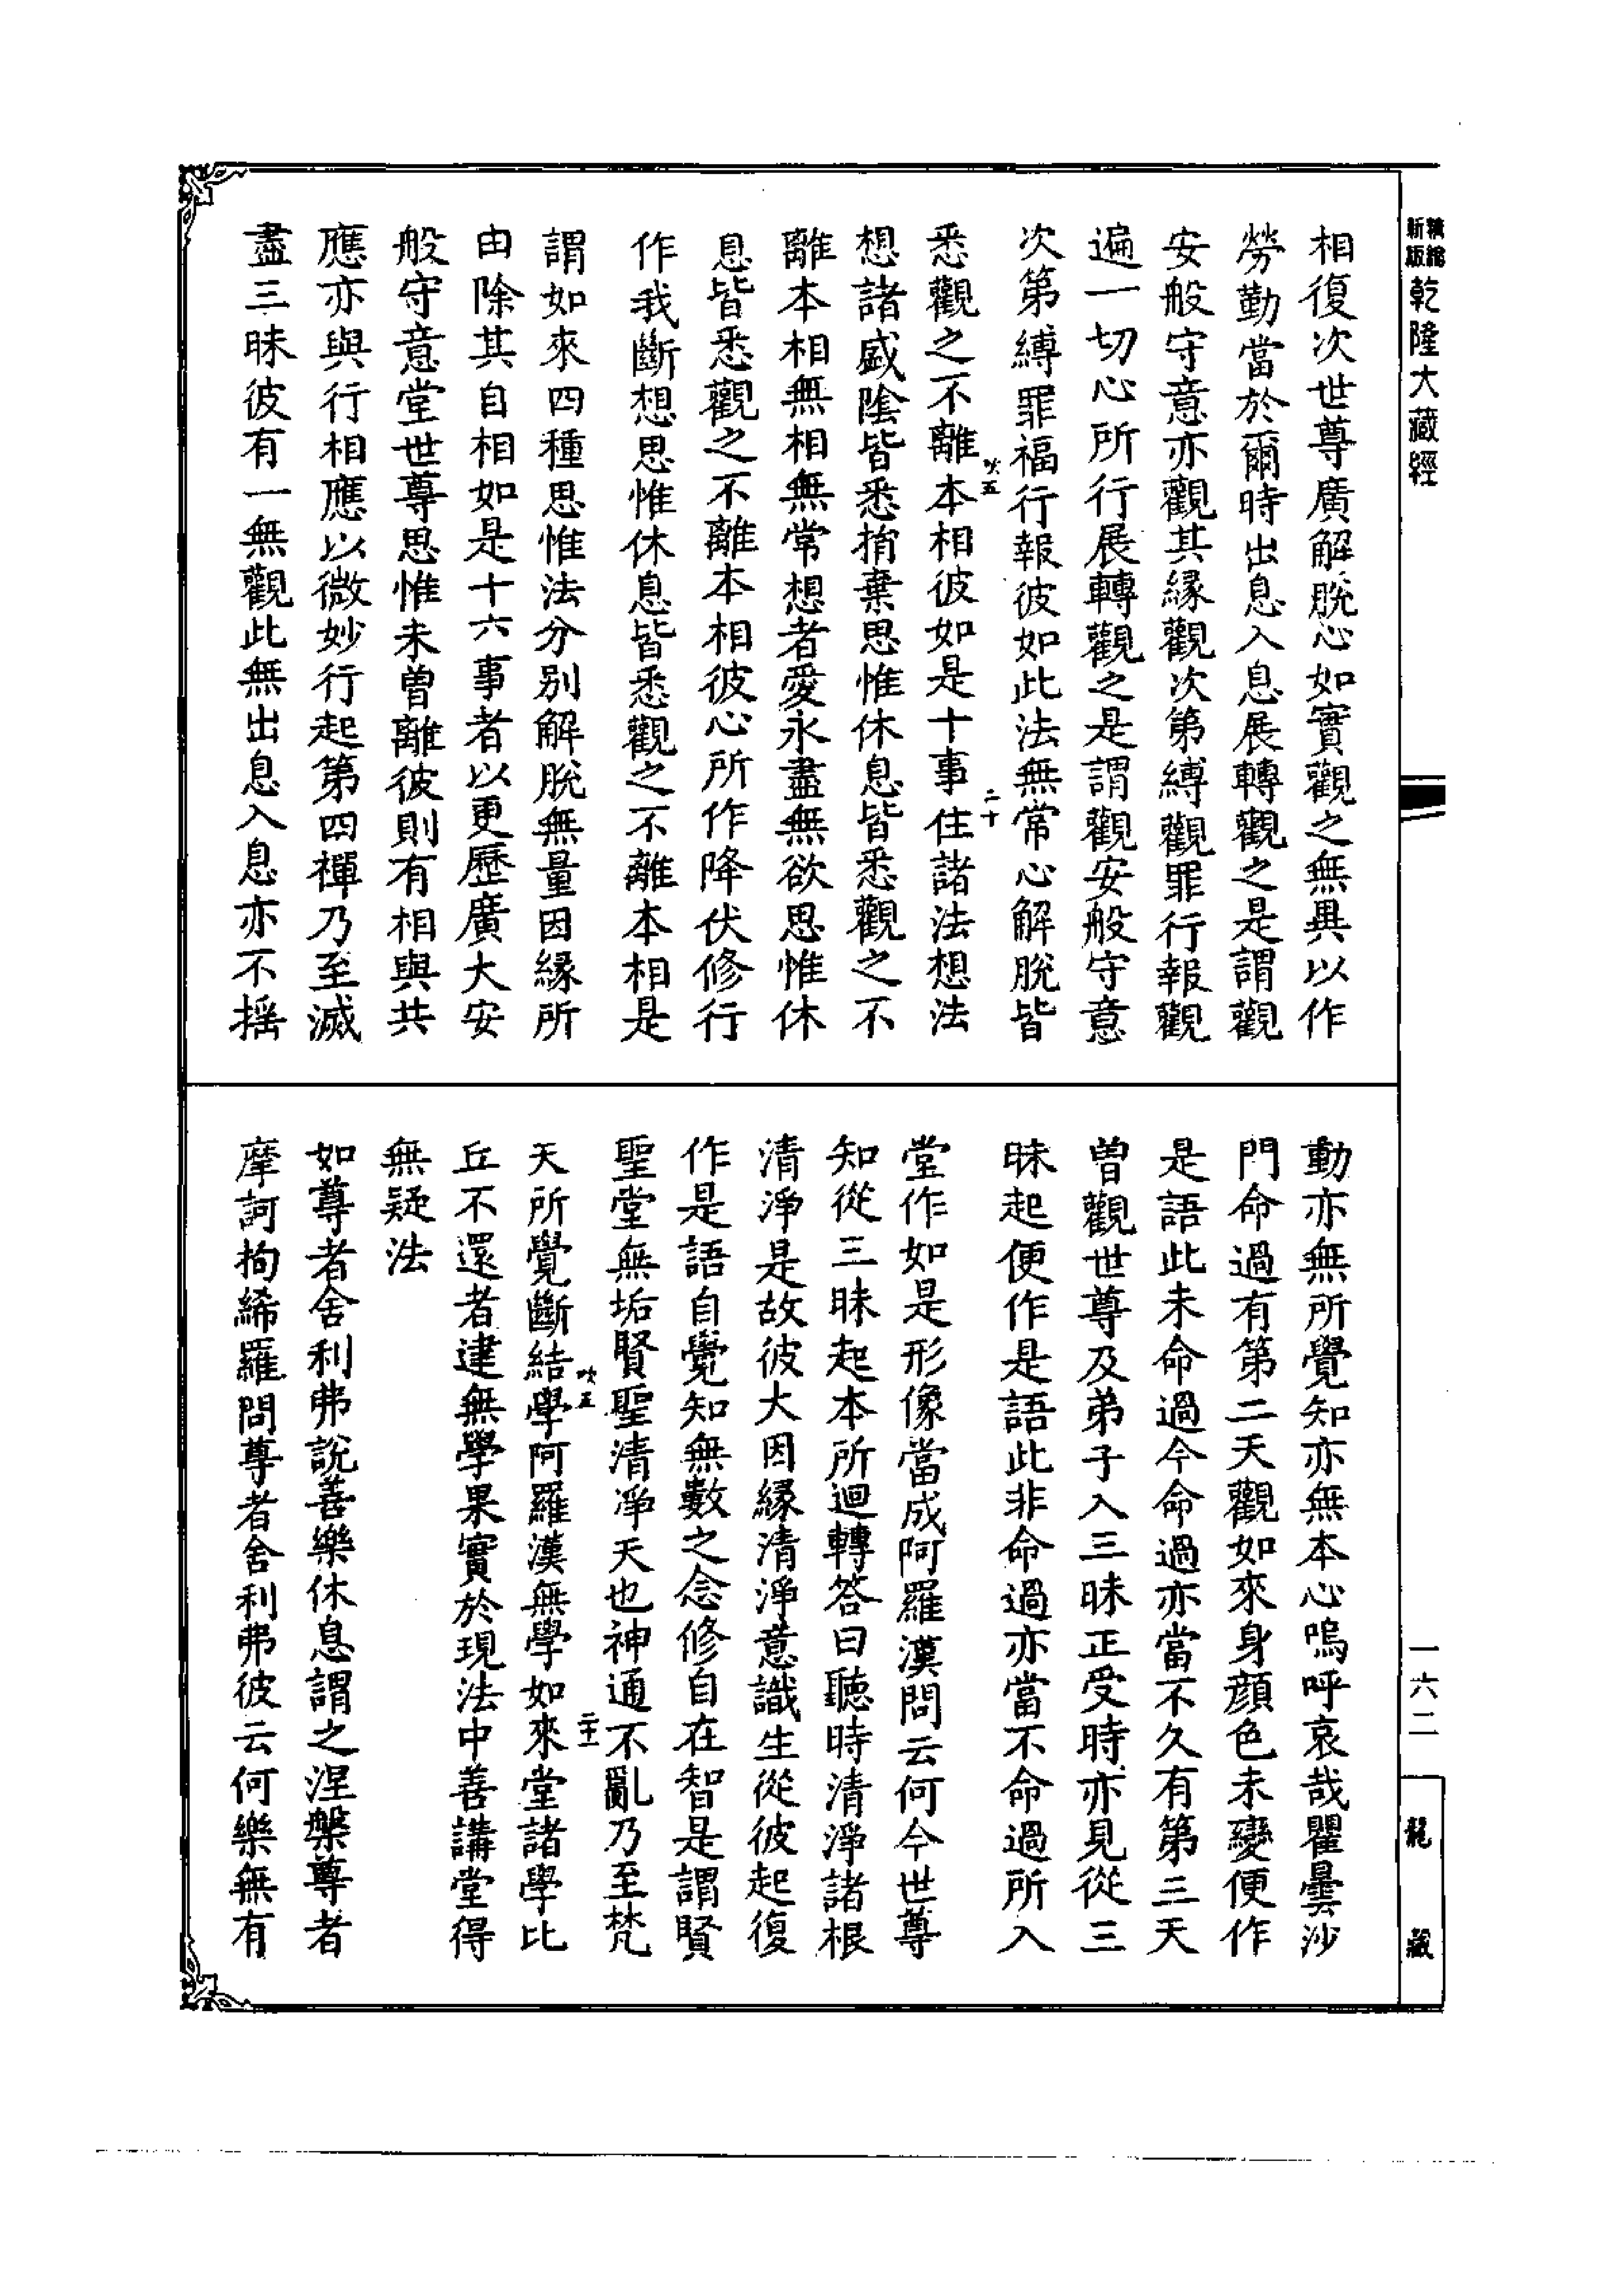 新版
精縮
乾隆大藏經
相復次世尊廣解脫心如實觀之無異以作
勞勤當於爾時出息入息展轉觀之是謂觀
安般守意亦觀其緣觀次第縛觀罪行報觀
遍一切心所行展轉觀之是謂觀安般守意
次第縛罪福行報彼如此法無常心解脫皆
悉觀之不離本相彼如是十事住諸法想法
想諸盛陰皆悉捐棄思惟休息皆悉觀之不
離本相無相無常想者愛永盡無欲思惟休
息皆悉觀之不離本相彼心所作降伏修行
作我斷想思惟休息皆悉觀之不離本相是
謂如來四種思惟法分別解脫無量因緣所
由除其自相如是十六事者以更歷廣大安
般守意堂世尊思惟未曾離彼則有相與共
應亦與行相應以微妙行起第四禪乃至滅
盡三昧彼有一無觀此無出息入息亦不搖
動亦無所覺知亦無本心嗚呼哀哉瞿曇沙
門命過有第二天觀如來身顏色未變便作
是語此未命過今命過亦當不久有第三天
曾觀世尊及弟子入三昧正受時亦見從三
昧起便作是語此非命過亦當不命過所入
堂作如是形像當成阿羅漢問云何今世尊
知從三昧起本所迴轉答曰聽時清淨諸根
清淨是故彼大因緣清淨意識生從彼起復
作是語自覺知無數之念修自在智是謂賢
聖堂無垢賢聖清淨天也神通不亂乃至梵
天所覺斷結學阿羅漢無學如來堂諸學比
丘不還者逮無學果實於現法中善講堂得
無疑法
如尊者舍利弗說善樂休息謂之涅槃尊者
摩訶拘絺羅問尊者舍利弗彼云何樂無有
吹五
二十
吹五
二十一
一六二
龍藏